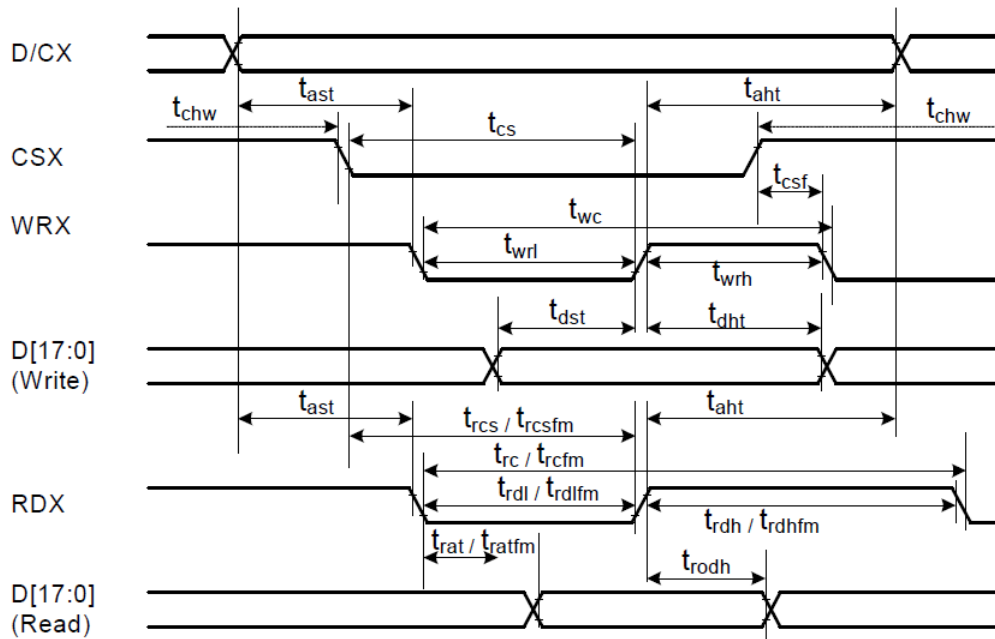 D/CX
t_ast
t_aht
t_chw
t_cs
t_chw
CSX
t_csf
WRX
t_wc
t_wrl
t_wrh
t_dst
t_dht
D[17:0]
(Write)
t_ast
t_aht
t_rcs / t_rcsfm
t_rc / t_rcfm
RDX
t_rdl / t_rdlfm
t_rdh / t_rdhfm
t_rat / t_ratfm
t_rodh
D[17:0]
(Read)